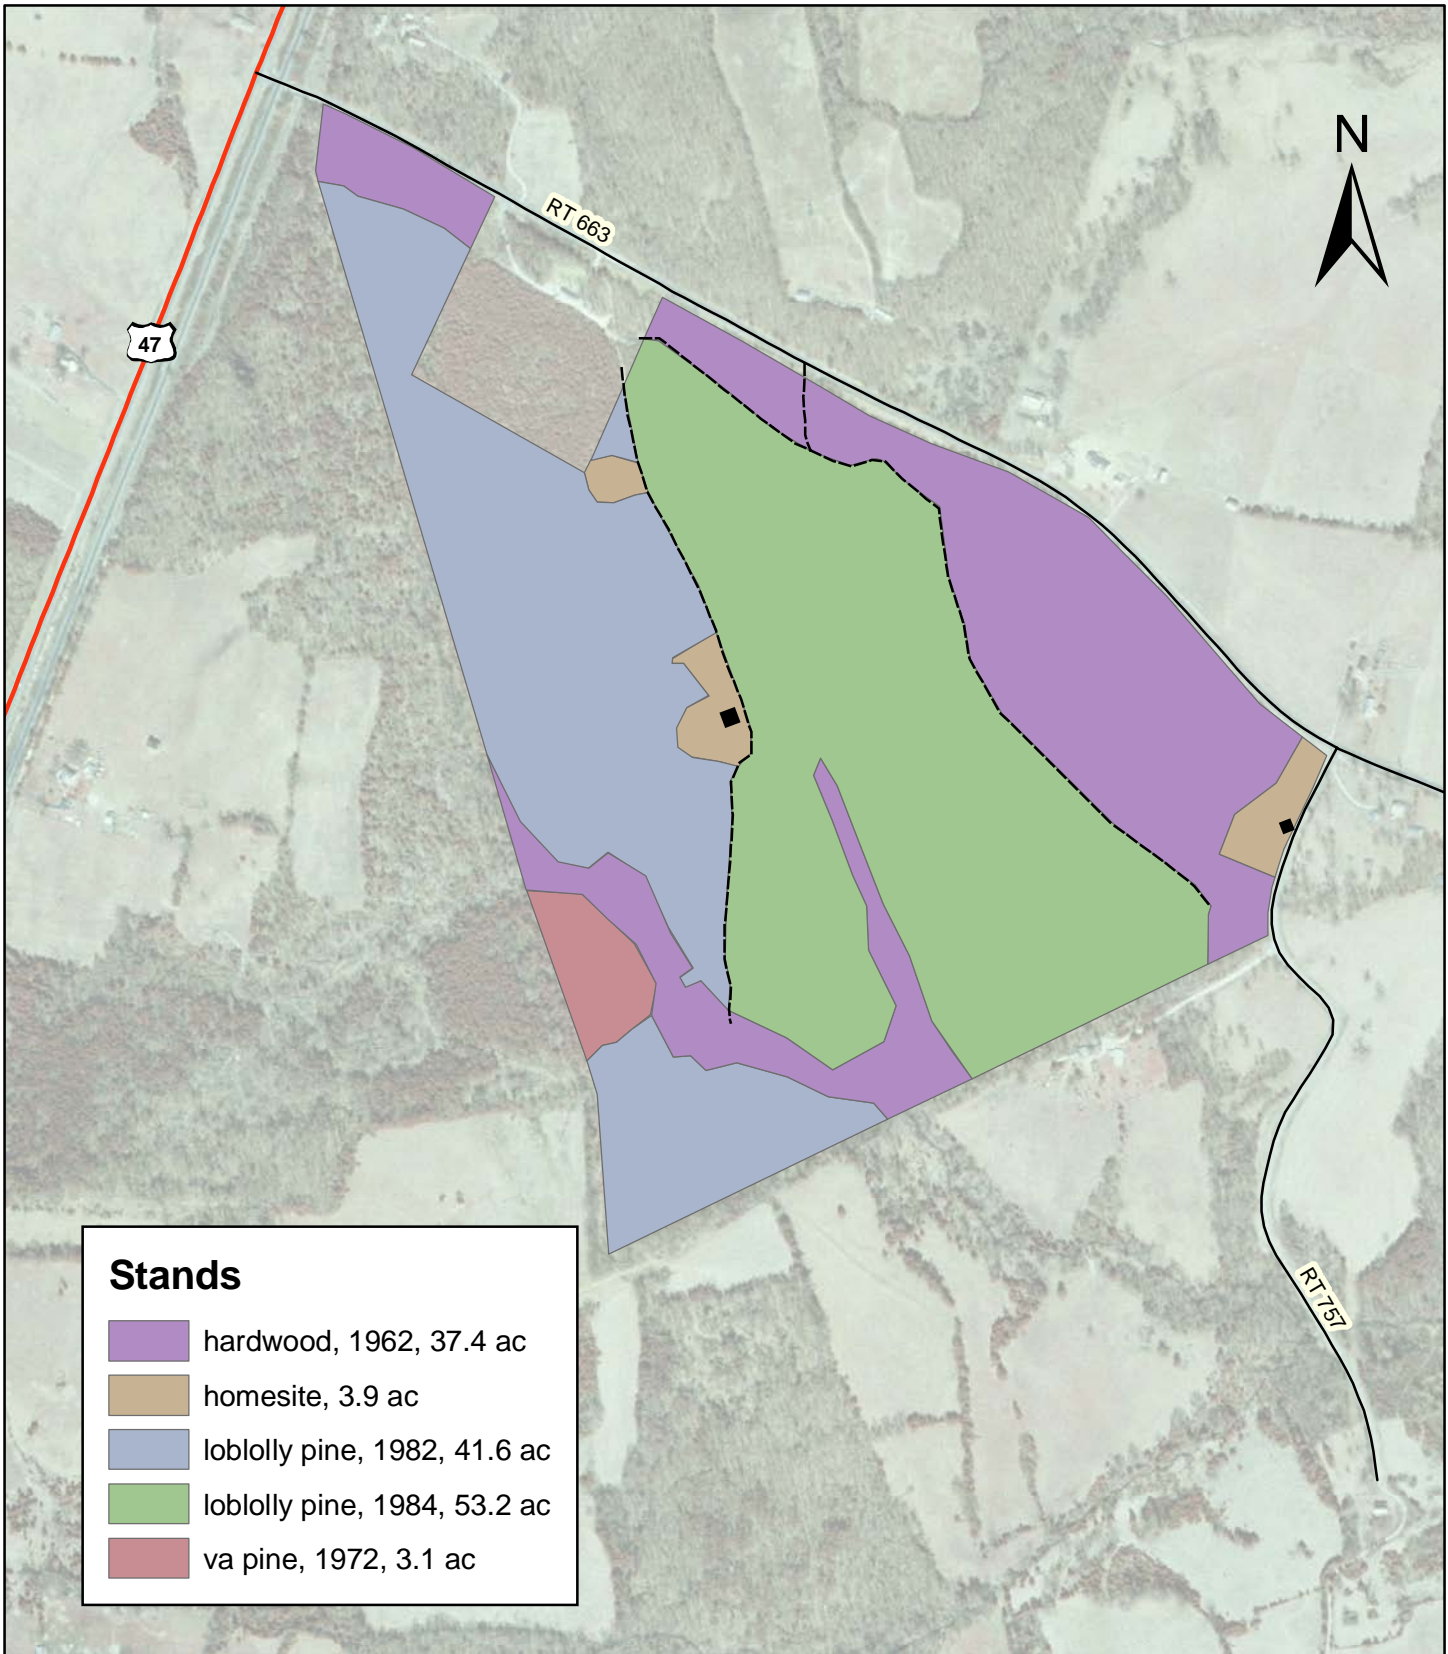 N
RT 663
47
RT 757
Stands
hardwood, 1962, 37.4 ac
homesite, 3.9 ac
loblolly pine, 1982, 41.6 ac
loblolly pine, 1984, 53.2 ac
va pine, 1972, 3.1 ac